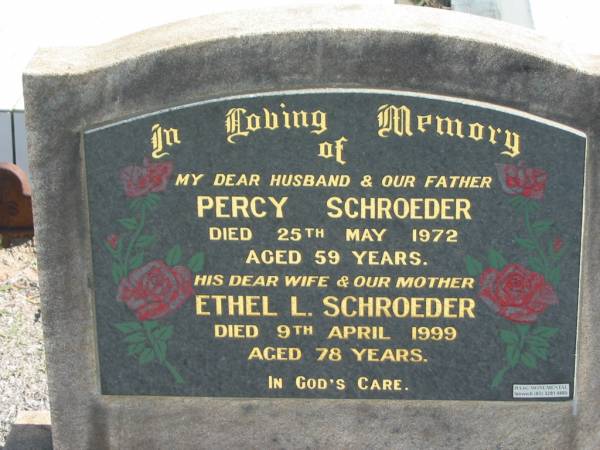 In Loving Memory
of
MY DEAR HUSBAND & OUR FATHER
PERCY SCHROEDER
DIED 25TH MAY 1972
AGED 59 YEARS.
HIS DEAR WIFE & OUR MOTHER
ETHEL L. SCHROEDER
DIED 9TH APRIL 1999
AGED 78 YEARS.
IN GOD'S CARE.
MONUMENTAL